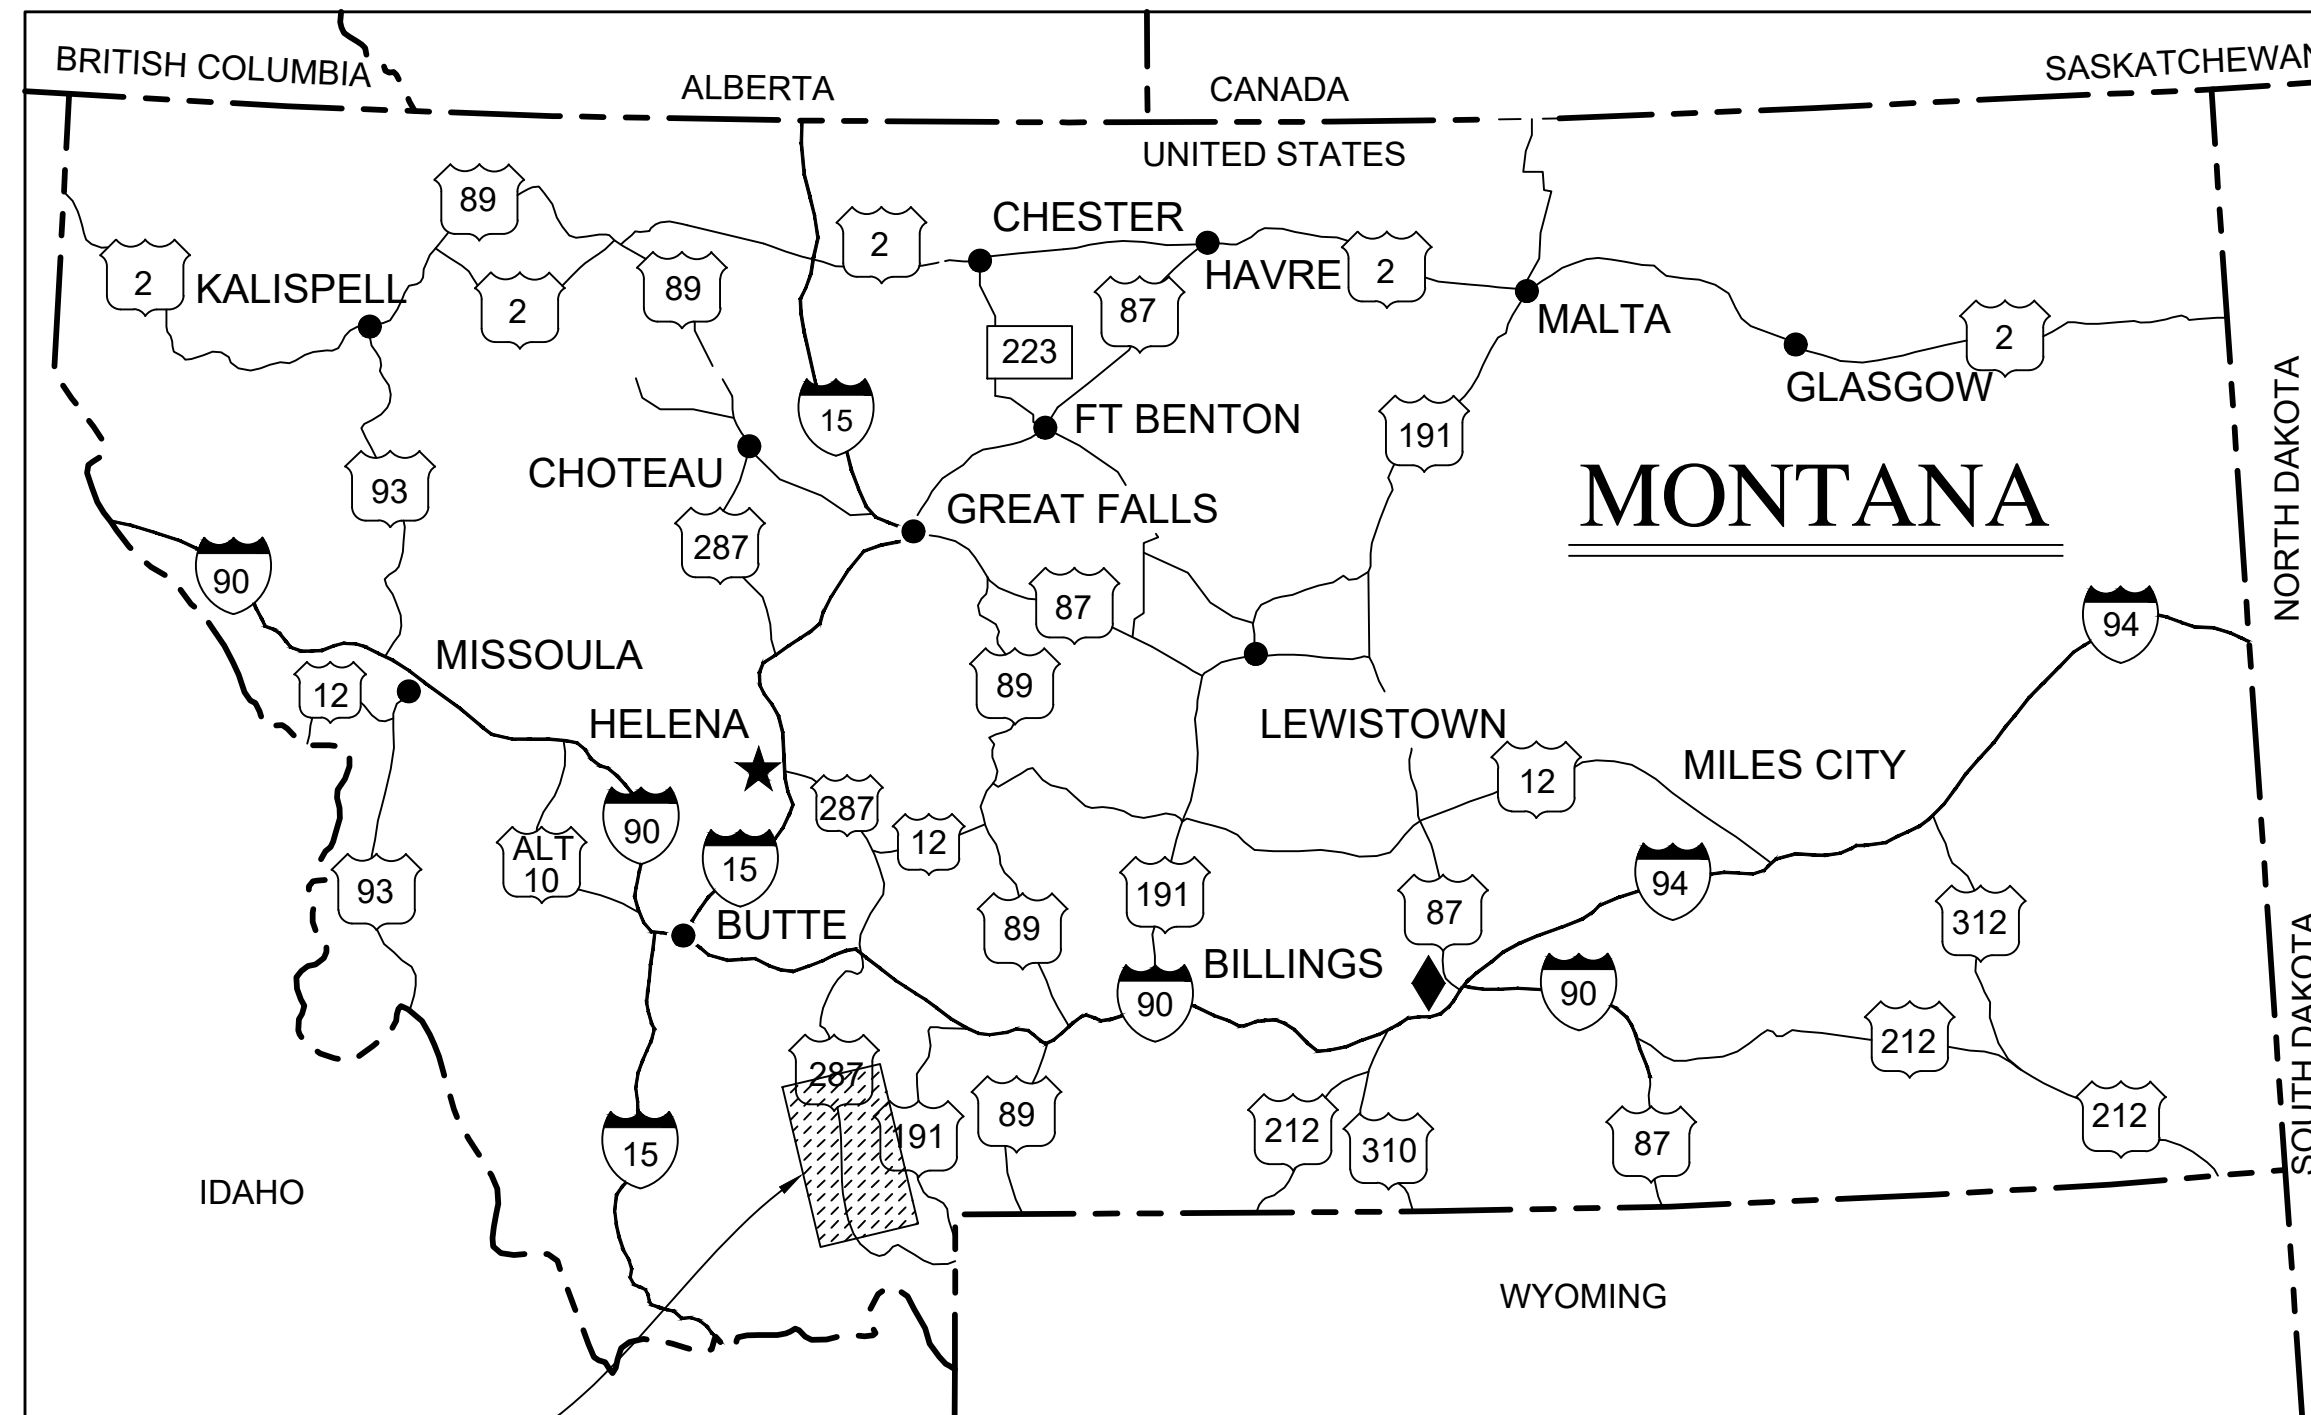 BRITISH COLUMBIA
ALBERTA
CANADA
SASKATCHEWAN
UNITED STATES
89
2
CHESTER
2
KALISPELL
2
89
HAVRE
2
87
MALTA
2
223
GLASGOW
15
FT BENTON
191
NORTH DAKOTA
CHOTEAU
93
MONTANA
287
GREAT FALLS
90
87
94
MISSOULA
12
89
HELENA
LEWISTOWN
12
MILES CITY
287
12
90
ALT
10
15
93
191
94
87
312
BUTTE
89
BILLINGS
90
90
212
SOUTH DAKOTA
287
191
89
212
310
87
212
15
IDAHO
WYOMING